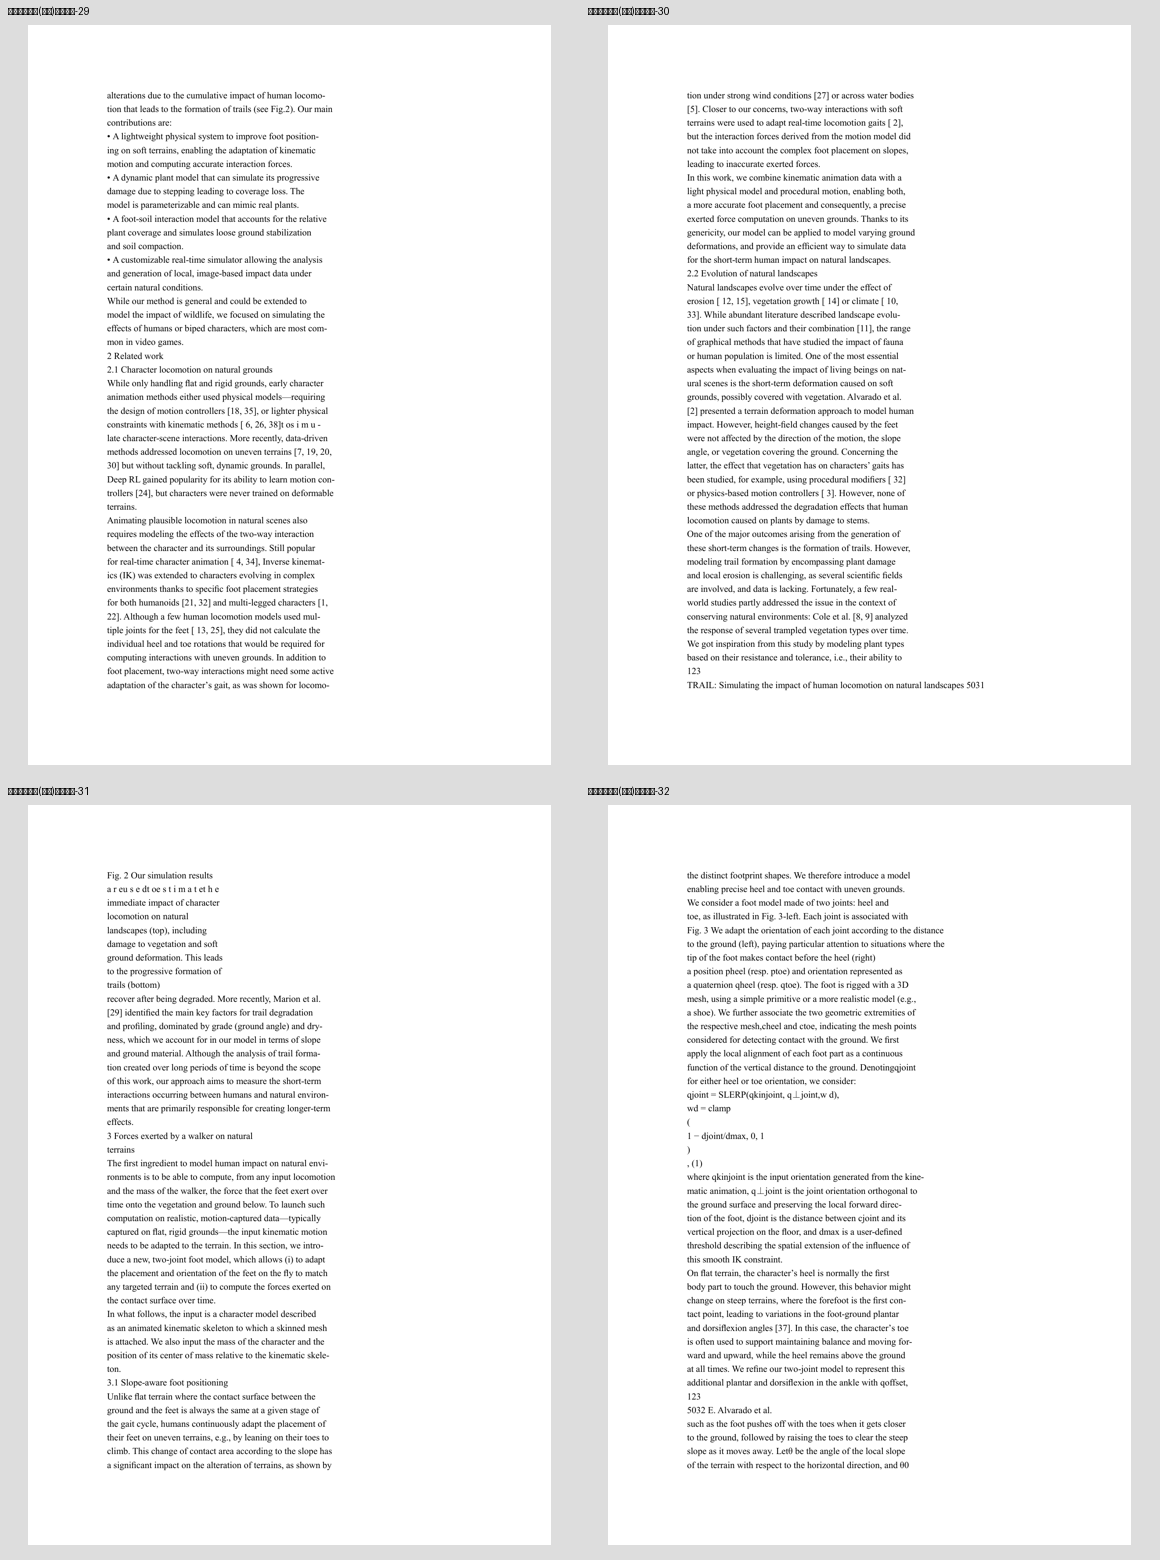 -29
alterations due to the cumulative impact of human locomo-
tion that leads to the formation of trails (see Fig.2). Our main
contributions are:
• A lightweight physical system to improve foot position-
ing on soft terrains, enabling the adaptation of kinematic
motion and computing accurate interaction forces.
• A dynamic plant model that can simulate its progressive
damage due to stepping leading to coverage loss. The
model is parameterizable and can mimic real plants.
• A foot-soil interaction model that accounts for the relative
plant coverage and simulates loose ground stabilization
and soil compaction.
• A customizable real-time simulator allowing the analysis
and generation of local, image-based impact data under
certain natural conditions.
While our method is general and could be extended to
model the impact of wildlife, we focused on simulating the
effects of humans or biped characters, which are most com-
mon in video games.
2 Related work
2.1 Character locomotion on natural grounds
While only handling flat and rigid grounds, early character
animation methods either used physical models—requiring
the design of motion controllers [18, 35], or lighter physical
constraints with kinematic methods [ 6, 26, 38]t os i m u -
late character-scene interactions. More recently, data-driven
methods addressed locomotion on uneven terrains [7, 19, 20,
30] but without tackling soft, dynamic grounds. In parallel,
Deep RL gained popularity for its ability to learn motion con-
trollers [24], but characters were never trained on deformable
terrains.
Animating plausible locomotion in natural scenes also
requires modeling the effects of the two-way interaction
between the character and its surroundings. Still popular
for real-time character animation [ 4, 34], Inverse kinemat-
ics (IK) was extended to characters evolving in complex
environments thanks to specific foot placement strategies
for both humanoids [21, 32] and multi-legged characters [1,
22]. Although a few human locomotion models used mul-
tiple joints for the feet [ 13, 25], they did not calculate the
individual heel and toe rotations that would be required for
computing interactions with uneven grounds. In addition to
foot placement, two-way interactions might need some active
adaptation of the character's gait, as was shown for locomo-
-30
tion under strong wind conditions [27] or across water bodies
[5]. Closer to our concerns, two-way interactions with soft
terrains were used to adapt real-time locomotion gaits [ 2],
but the interaction forces derived from the motion model did
not take into account the complex foot placement on slopes,
leading to inaccurate exerted forces.
In this work, we combine kinematic animation data with a
light physical model and procedural motion, enabling both,
a more accurate foot placement and consequently, a precise
exerted force computation on uneven grounds. Thanks to its
genericity, our model can be applied to model varying ground
deformations, and provide an efficient way to simulate data
for the short-term human impact on natural landscapes.
2.2 Evolution of natural landscapes
Natural landscapes evolve over time under the effect of
erosion [ 12, 15], vegetation growth [ 14] or climate [ 10,
33]. While abundant literature described landscape evolu-
tion under such factors and their combination [11], the range
of graphical methods that have studied the impact of fauna
or human population is limited. One of the most essential
aspects when evaluating the impact of living beings on nat-
ural scenes is the short-term deformation caused on soft
grounds, possibly covered with vegetation. Alvarado et al.
[2] presented a terrain deformation approach to model human
impact. However, height-field changes caused by the feet
were not affected by the direction of the motion, the slope
angle, or vegetation covering the ground. Concerning the
latter, the effect that vegetation has on characters' gaits has
been studied, for example, using procedural modifiers [ 32]
or physics-based motion controllers [ 3]. However, none of
these methods addressed the degradation effects that human
locomotion caused on plants by damage to stems.
One of the major outcomes arising from the generation of
these short-term changes is the formation of trails. However,
modeling trail formation by encompassing plant damage
and local erosion is challenging, as several scientific fields
are involved, and data is lacking. Fortunately, a few real-
world studies partly addressed the issue in the context of
conserving natural environments: Cole et al. [8, 9] analyzed
the response of several trampled vegetation types over time.
We got inspiration from this study by modeling plant types
based on their resistance and tolerance, i.e., their ability to
123
TRAIL: Simulating the impact of human locomotion on natural landscapes 5031
-31
Fig. 2 Our simulation results
a r eu s e dt oe s t i m a t et h e
immediate impact of character
locomotion on natural
landscapes (top), including
damage to vegetation and soft
ground deformation. This leads
to the progressive formation of
trails (bottom)
recover after being degraded. More recently, Marion et al.
[29] identified the main key factors for trail degradation
and profiling, dominated by grade (ground angle) and dry-
ness, which we account for in our model in terms of slope
and ground material. Although the analysis of trail forma-
tion created over long periods of time is beyond the scope
of this work, our approach aims to measure the short-term
interactions occurring between humans and natural environ-
ments that are primarily responsible for creating longer-term
effects.
3 Forces exerted by a walker on natural
terrains
The first ingredient to model human impact on natural envi-
ronments is to be able to compute, from any input locomotion
and the mass of the walker, the force that the feet exert over
time onto the vegetation and ground below. To launch such
computation on realistic, motion-captured data—typically
captured on flat, rigid grounds—the input kinematic motion
needs to be adapted to the terrain. In this section, we intro-
duce a new, two-joint foot model, which allows (i) to adapt
the placement and orientation of the feet on the fly to match
any targeted terrain and (ii) to compute the forces exerted on
the contact surface over time.
In what follows, the input is a character model described
as an animated kinematic skeleton to which a skinned mesh
is attached. We also input the mass of the character and the
position of its center of mass relative to the kinematic skele-
ton.
3.1 Slope-aware foot positioning
Unlike flat terrain where the contact surface between the
ground and the feet is always the same at a given stage of
the gait cycle, humans continuously adapt the placement of
their feet on uneven terrains, e.g., by leaning on their toes to
climb. This change of contact area according to the slope has
a significant impact on the alteration of terrains, as shown by
-32
the distinct footprint shapes. We therefore introduce a model
enabling precise heel and toe contact with uneven grounds.
We consider a foot model made of two joints: heel and
toe, as illustrated in Fig. 3-left. Each joint is associated with
Fig. 3 We adapt the orientation of each joint according to the distance
to the ground (left), paying particular attention to situations where the
tip of the foot makes contact before the heel (right)
a position pheel (resp. ptoe) and orientation represented as
a quaternion qheel (resp. qtoe). The foot is rigged with a 3D
mesh, using a simple primitive or a more realistic model (e.g.,
a shoe). We further associate the two geometric extremities of
the respective mesh,cheel and ctoe, indicating the mesh points
considered for detecting contact with the ground. We first
apply the local alignment of each foot part as a continuous
function of the vertical distance to the ground. Denotingqjoint
for either heel or toe orientation, we consider:
qjoint = SLERP(qkinjoint, q⊥joint,w d),
wd = clamp
(
1 − djoint/dmax, 0, 1
)
, (1)
where qkinjoint is the input orientation generated from the kine-
matic animation, q⊥joint is the joint orientation orthogonal to
the ground surface and preserving the local forward direc-
tion of the foot, djoint is the distance between cjoint and its
vertical projection on the floor, and dmax is a user-defined
threshold describing the spatial extension of the influence of
this smooth IK constraint.
On flat terrain, the character's heel is normally the first
body part to touch the ground. However, this behavior might
change on steep terrains, where the forefoot is the first con-
tact point, leading to variations in the foot-ground plantar
and dorsiflexion angles [37]. In this case, the character's toe
is often used to support maintaining balance and moving for-
ward and upward, while the heel remains above the ground
at all times. We refine our two-joint model to represent this
additional plantar and dorsiflexion in the ankle with qoffset,
123
5032 E. Alvarado et al.
such as the foot pushes off with the toes when it gets closer
to the ground, followed by raising the toes to clear the steep
slope as it moves away. Letθ be the angle of the local slope
of the terrain with respect to the horizontal direction, and θ0